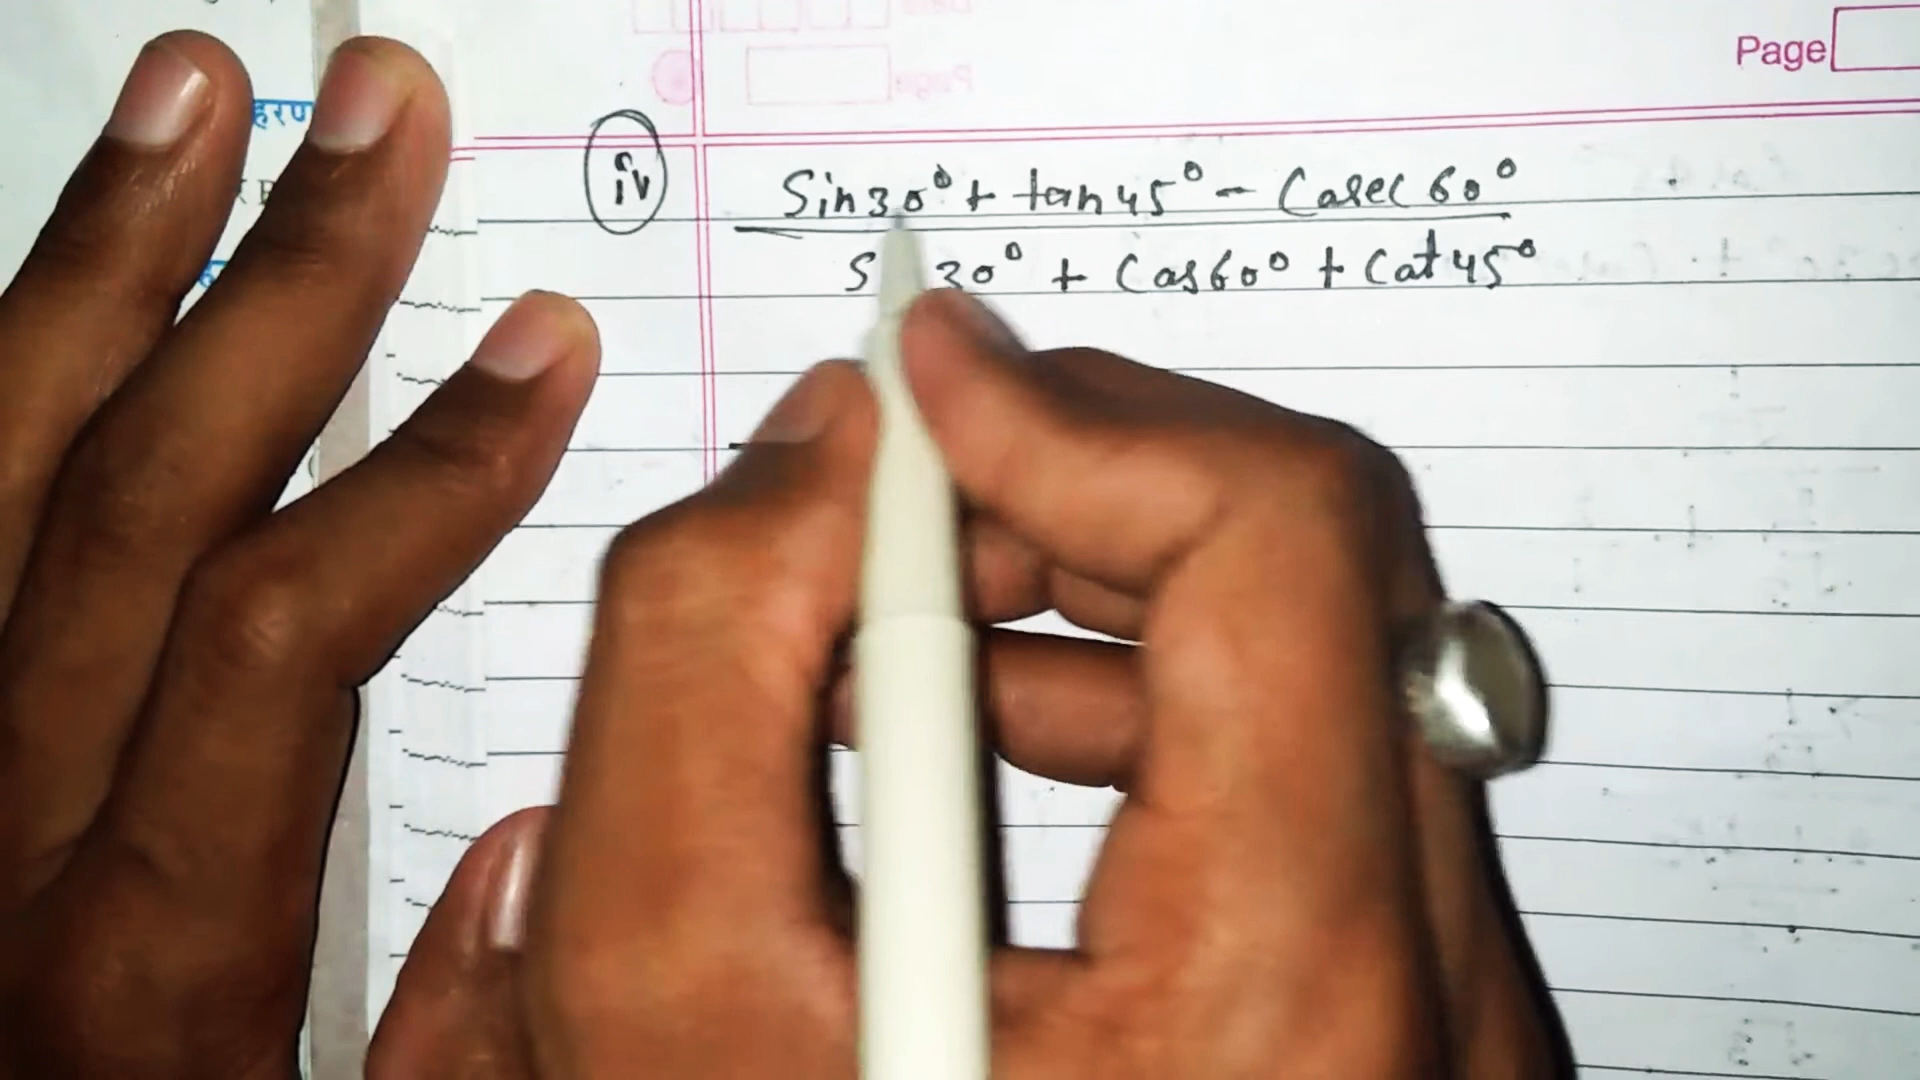 हरण
Page
iv
Sin30° + tan45° - Cosec60°
30° + Cos60° + Cot45°